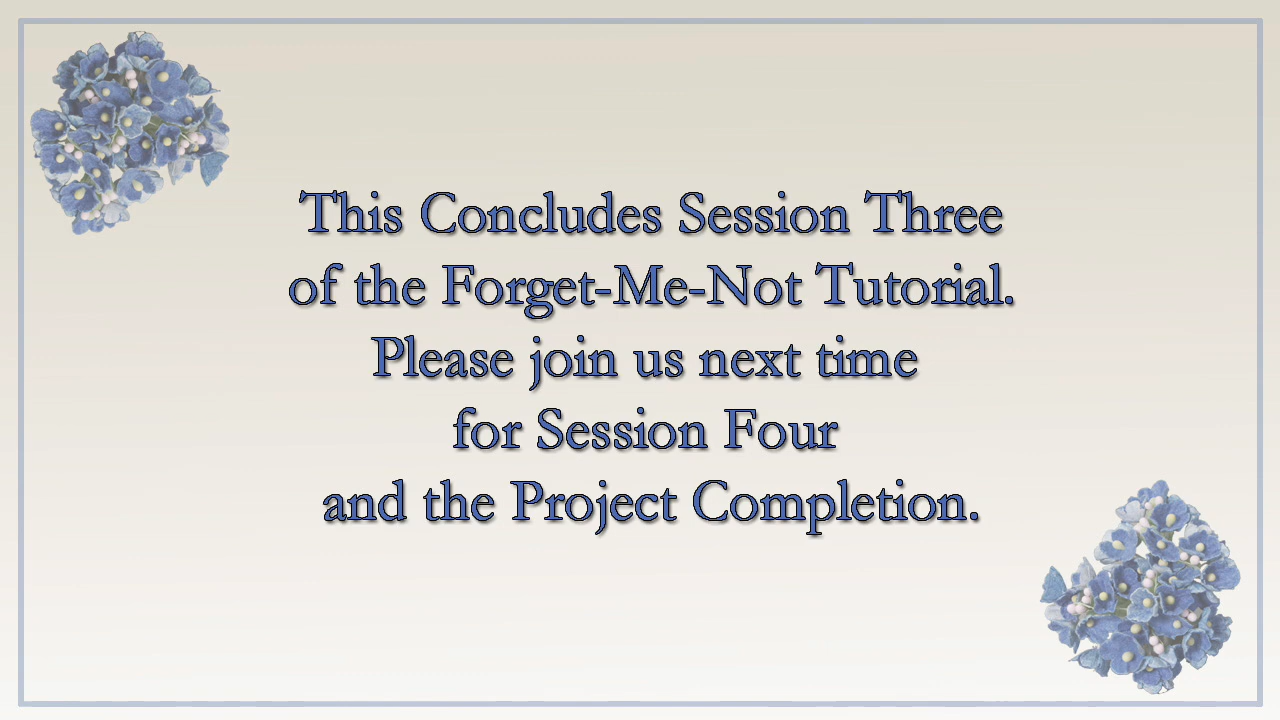 This Concludes Session Three
of the Forget-Me-Not Tutorial.
Please join us next time
for Session Four
and the Project Completion.